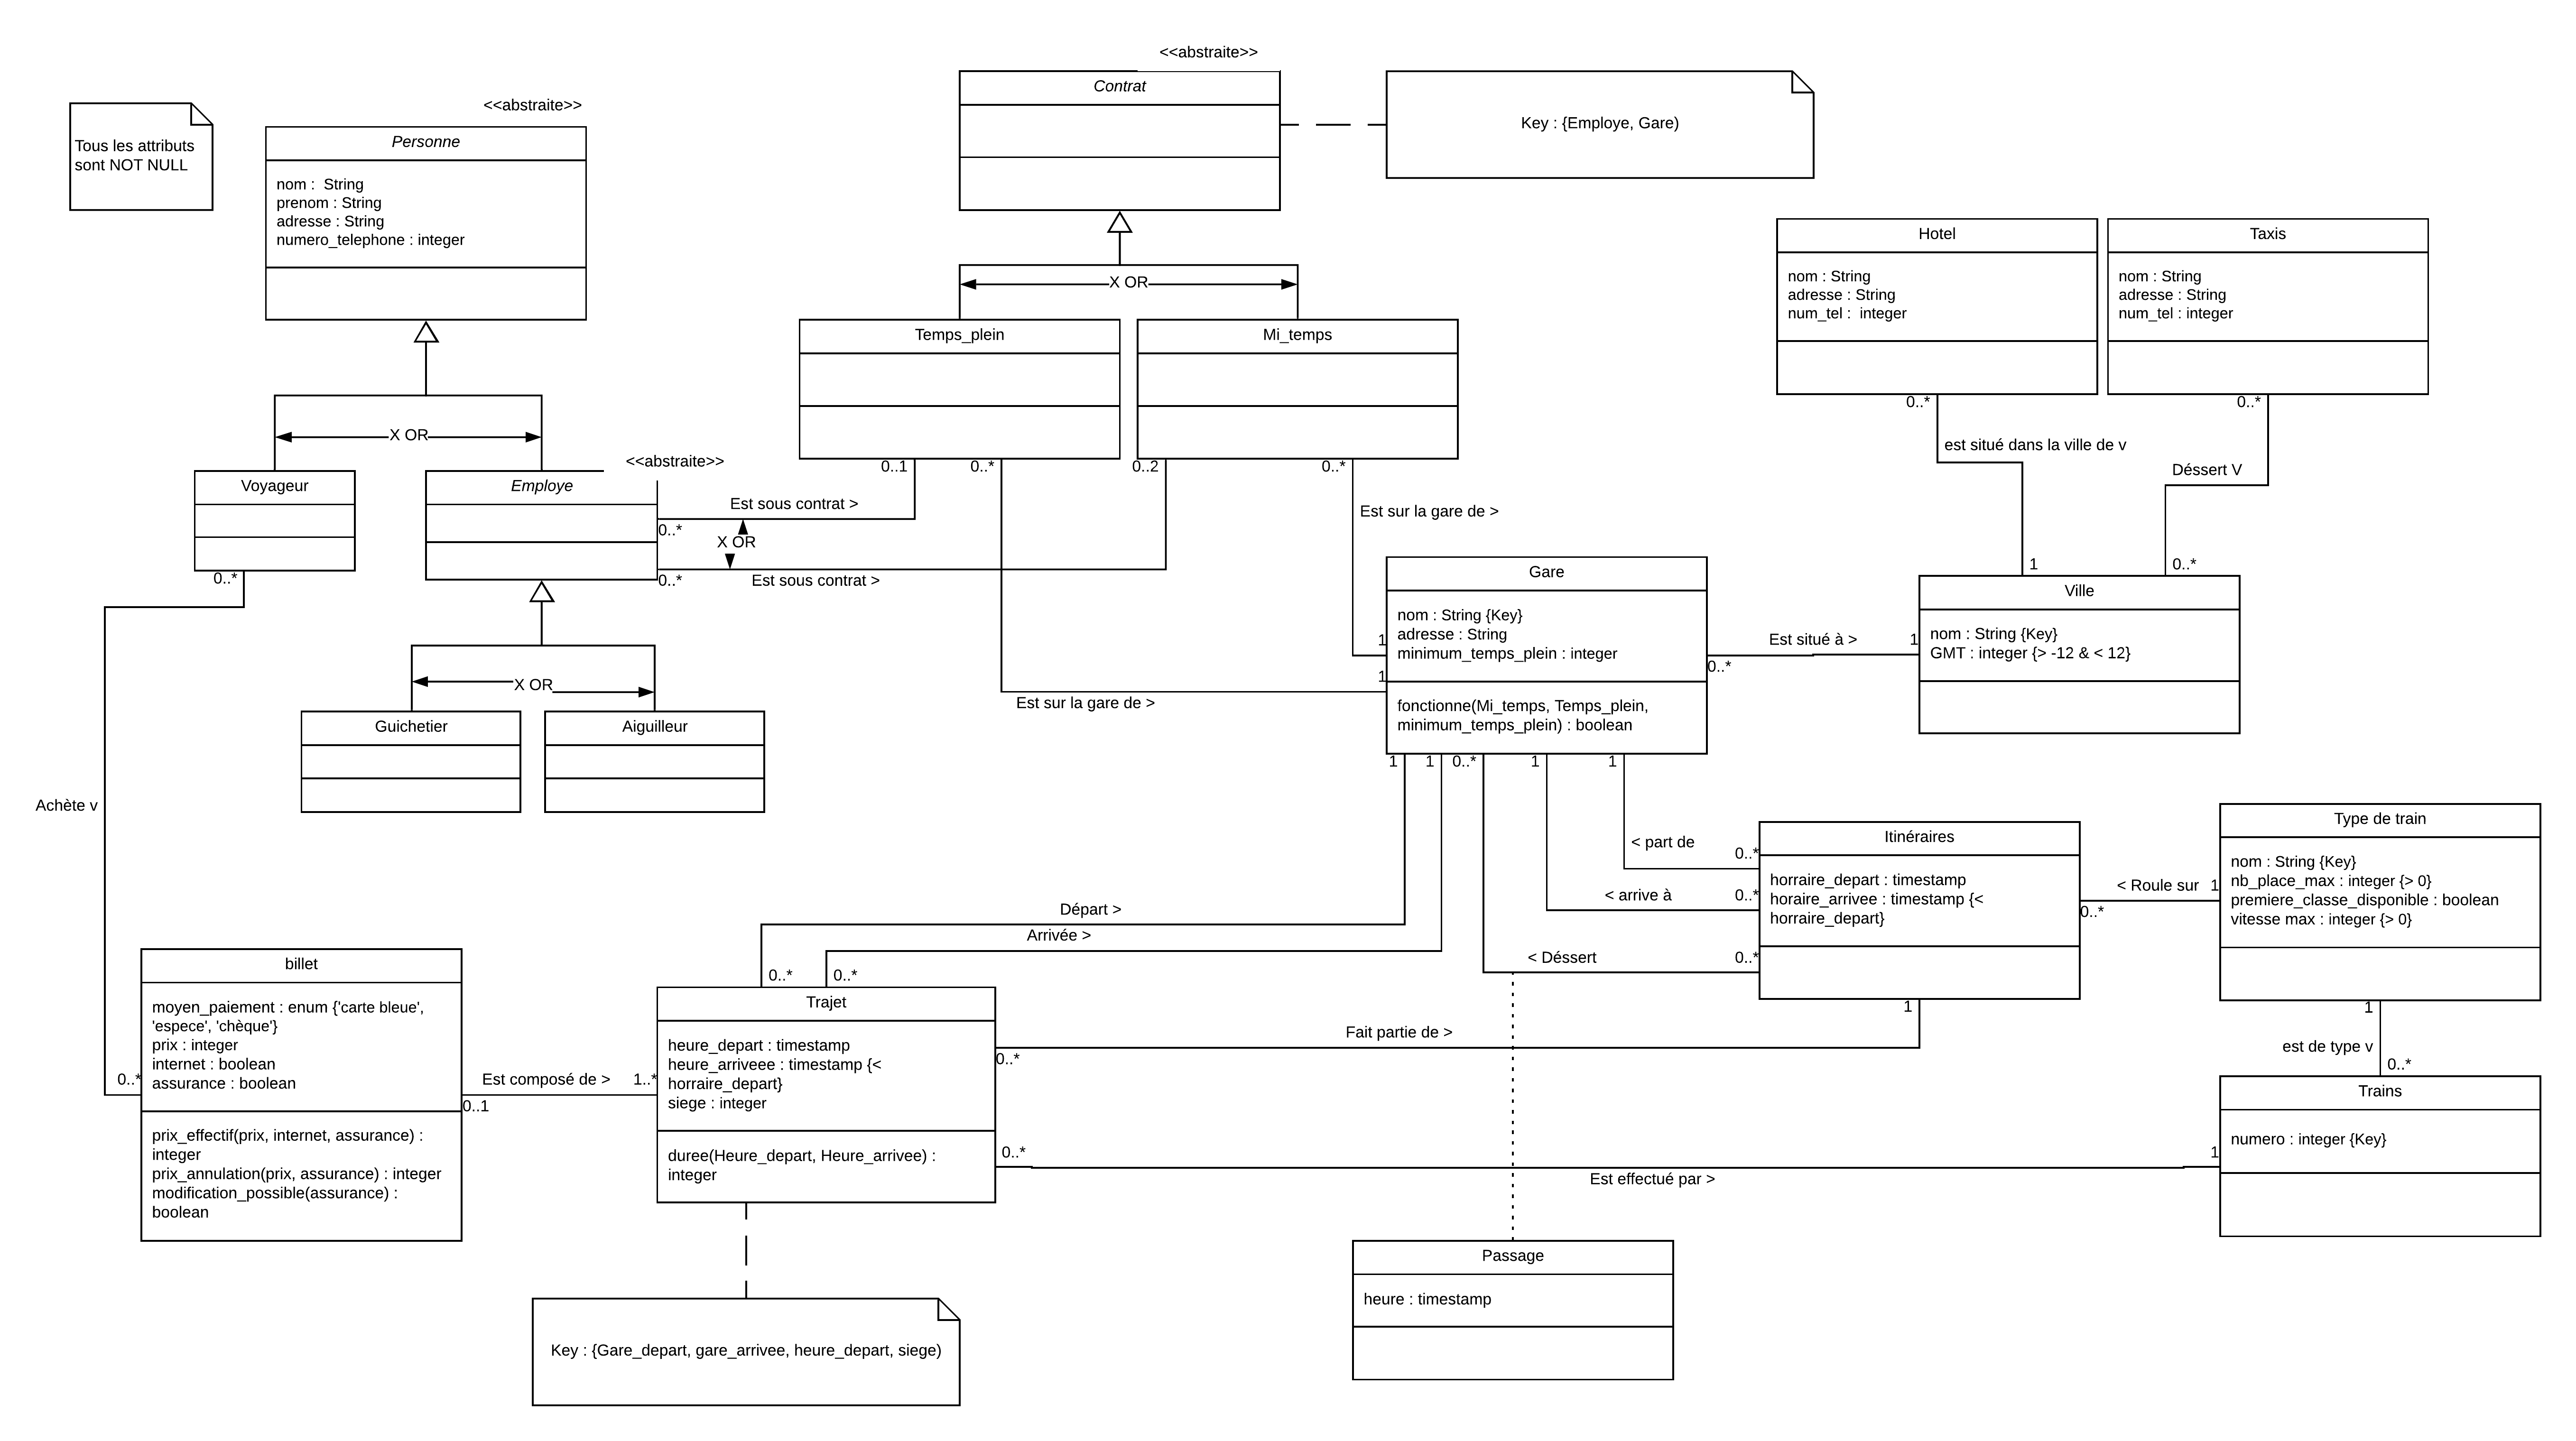 <<abstraite>>
Contrat
Key : {Employe, Gare)
Tous les attributs
sont NOT NULL
<<abstraite>>
Personne
nom :  String
prenom : String
adresse : String
numero_telephone : integer
X OR
Temps_plein
Mi_temps
Hotel
nom : String
adresse : String
num_tel :  integer
Taxis
nom : String
adresse : String
num_tel : integer
X OR
Voyageur
<<abstraite>>
Employe
0..1
0..*
0..2
0..*
0..*
0..*
est situé dans la ville de v
Déssert V
Est sous contrat >
0..*
X OR
0..*
Est sous contrat >
Est sur la gare de >
0..*
1
0..*
Gare
nom : String {Key}
adresse : String
minimum_temps_plein : integer
fonctionne(Mi_temps, Temps_plein,
minimum_temps_plein) : boolean
1
1
Est sur la gare de >
Est situé à >
0..*
1
Ville
nom : String {Key}
GMT : integer {> -12 & < 12}
X OR
Guichetier
Aiguilleur
Achète v
1
1
0..*
1
1
< part de
0..*
< arrive à
0..*
< Déssert
0..*
Itinéraires
horraire_depart : timestamp
horaire_arrivee : timestamp {<
horraire_depart}
< Roule sur
1
0..*
Type de train
nom : String {Key}
nb_place_max : integer {> 0}
premiere_classe_disponible : boolean
vitesse max : integer {> 0}
Départ >
Arrivée >
0..*
0..*
billet
moyen_paiement : enum {'carte bleue',
'espece', 'chèque'}
prix : integer
internet : boolean
assurance : boolean
prix_effectif(prix, internet, assurance) :
integer
prix_annulation(prix, assurance) : integer
modification_possible(assurance) :
boolean
0..*
Est composé de >
1..*
0..1
Trajet
heure_depart : timestamp
heure_arriveee : timestamp {<
horraire_depart}
siege : integer
duree(Heure_depart, Heure_arrivee) :
integer
1
Fait partie de >
0..*
1
est de type v
0..*
Trains
numero : integer {Key}
0..*
1
Est effectué par >
Passage
heure : timestamp
Key : {Gare_depart, gare_arrivee, heure_depart, siege)